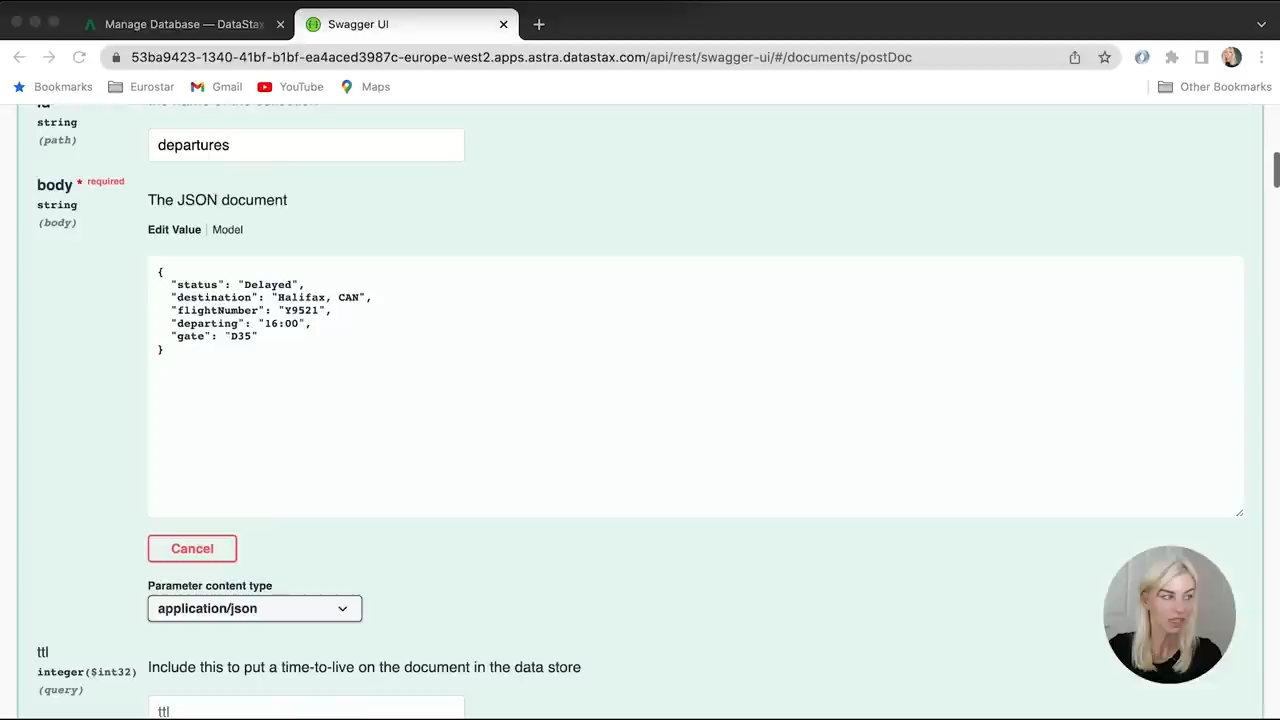 Manage Database — DataStax
Swagger UI
53ba9423-1340-41bf-b1bf-ea4aced3987c-europe-west2.apps.astra.datastax.com/api/rest/swagger-ui/#/documents/postDoc
Bookmarks Eurostar Gmail YouTube Maps Other Bookmarks
string
(path)
departures
body * required
string
(body)
The JSON document
Edit Value | Model
{
"status": "Delayed",
"destination": "Halifax, CAN",
"flightNumber": "Y9521",
"departing": "16:00",
"gate": "D35"
}
Cancel
Parameter content type
application/json
ttl
integer($int32)
(query)
Include this to put a time-to-live on the document in the data store
ttl